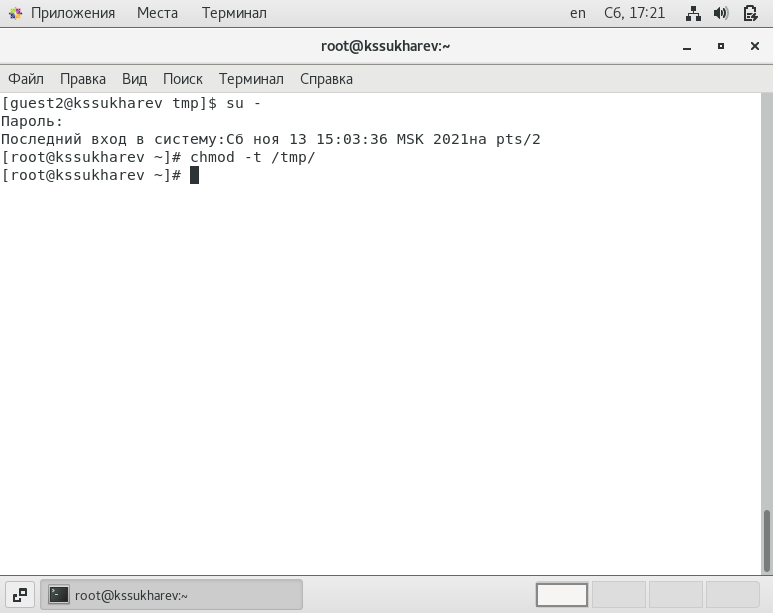 Приложения Места Терминал en Сб, 17:21
root@kssukharev:~
Файл Правка Вид Поиск Терминал Справка
[guest2@kssukharev tmp]$ su -
Пароль:
Последний вход в систему:Сб ноя 13 15:03:36 MSK 2021на pts/2
[root@kssukharev ~]# chmod -t /tmp/
[root@kssukharev ~]#
root@kssukharev:~